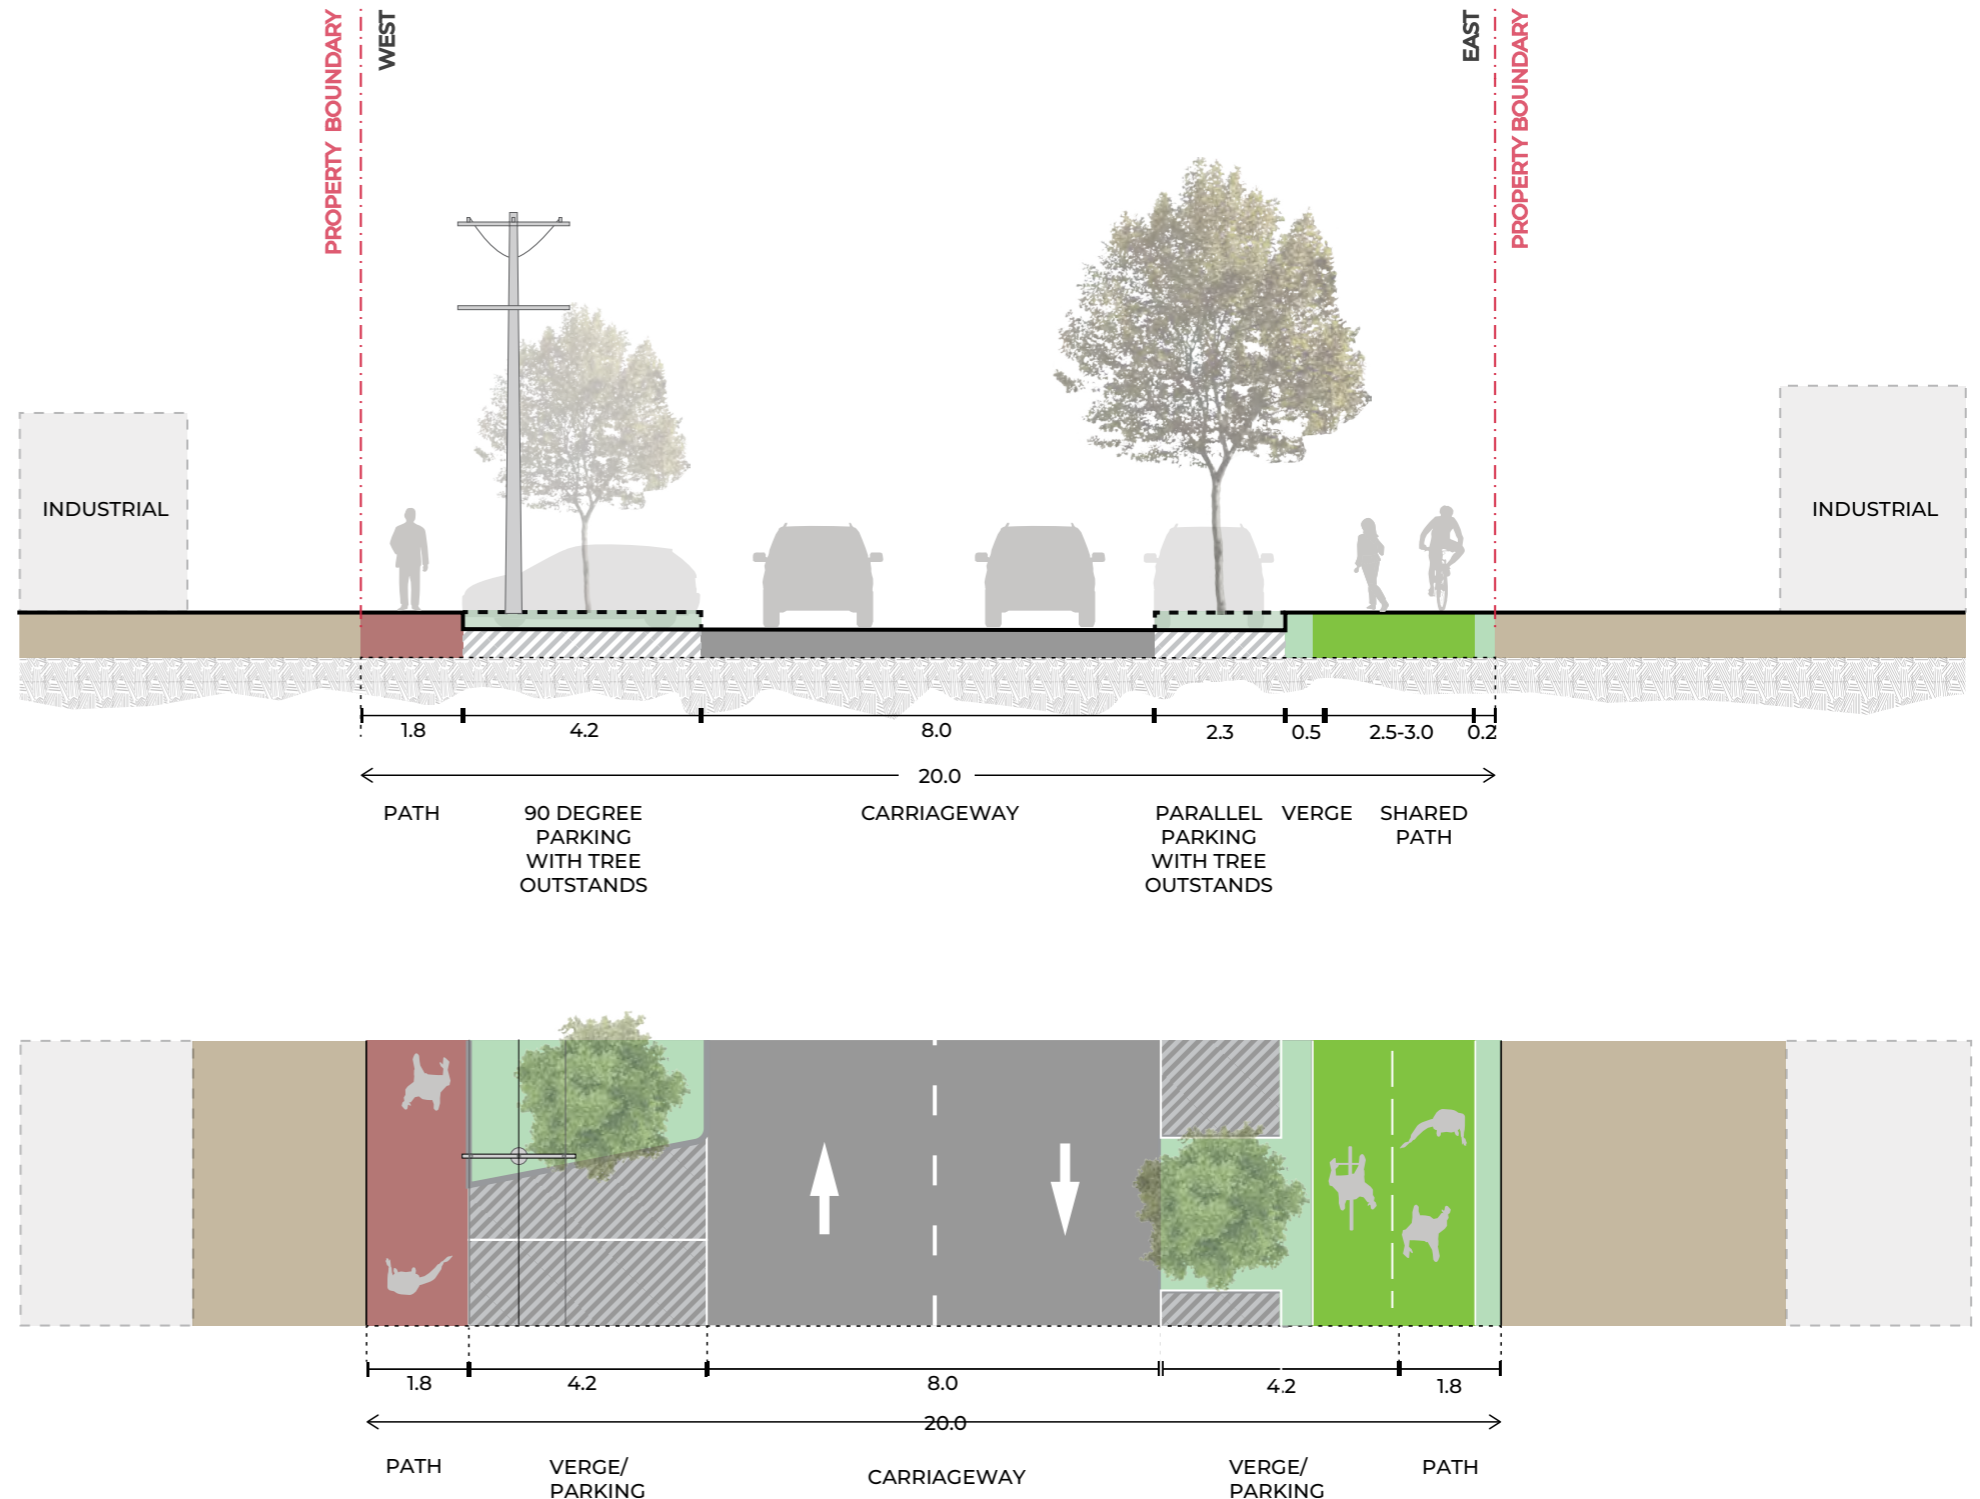 PROPERTY BOUNDARY
WEST
EAST
PROPERTY BOUNDARY
INDUSTRIAL
INDUSTRIAL
1.8
4.2
8.0
2.3
0.5
2.5-3.0
0.2
20.0
PATH
90 DEGREE
PARKING
WITH TREE
OUTSTANDS
CARRIAGEWAY
PARALLEL
PARKING
WITH TREE
OUTSTANDS
VERGE
SHARED
PATH
1.8
4.2
8.0
4.2
1.8
20.0
PATH
VERGE/
PARKING
CARRIAGEWAY
VERGE/
PARKING
PATH